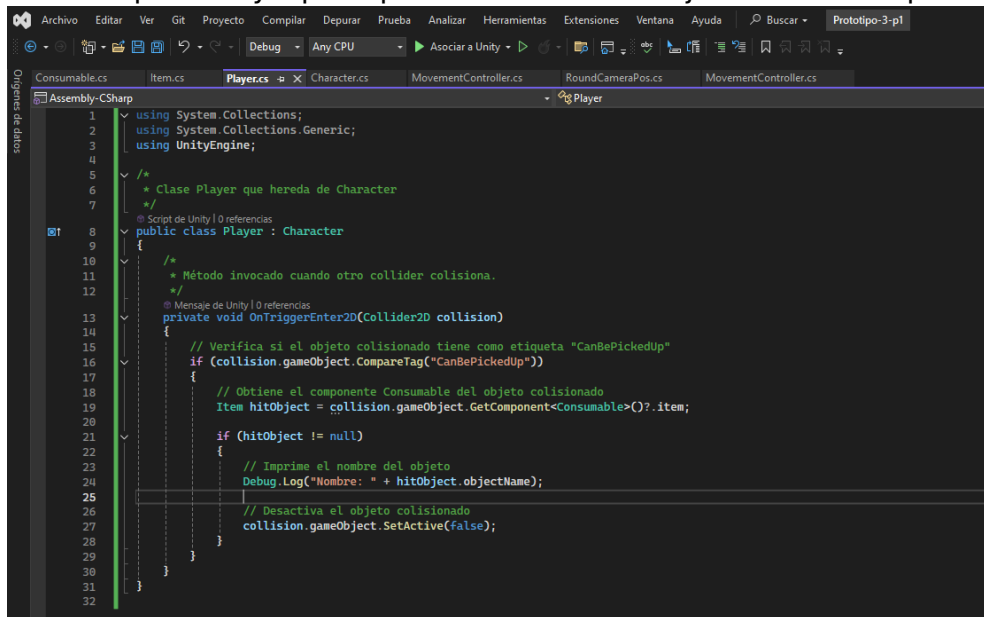 Archivo Editar Ver Git Proyecto Compilar Depurar Prueba Analizar Herramientas Extensiones Ventana Ayuda Buscar Prototipo-3-p1
Debug Any CPU Asociar a Unity
Orígenes de datos
Consumable.cs Item.cs Player.cs Character.cs MovementController.cs RoundCameraPos.cs MovementController.cs
Assembly-CSharp Player
1 using System.Collections;
2 using System.Collections.Generic;
3 using UnityEngine;
4
5 /*
6 * Clase Player que hereda de Character
7 */
Script de Unity | 0 referencias
8 public class Player : Character
9 {
10 /*
11 * Método invocado cuando otro collider colisiona.
12 */
Mensaje de Unity | 0 referencias
13 private void OnTriggerEnter2D(Collider2D collision)
14 {
15 // Verifica si el objeto colisionado tiene como etiqueta "CanBePickedUp"
16 if (collision.gameObject.CompareTag("CanBePickedUp"))
17 {
18 // Obtiene el componente Consumable del objeto colisionado
19 Item hitObject = collision.gameObject.GetComponent<Consumable>()?.item;
20
21 if (hitObject != null)
22 {
23 // Imprime el nombre del objeto
24 Debug.Log("Nombre: " + hitObject.objectName);
25
26 // Desactiva el objeto colisionado
27 collision.gameObject.SetActive(false);
28 }
29 }
30 }
31 }
32